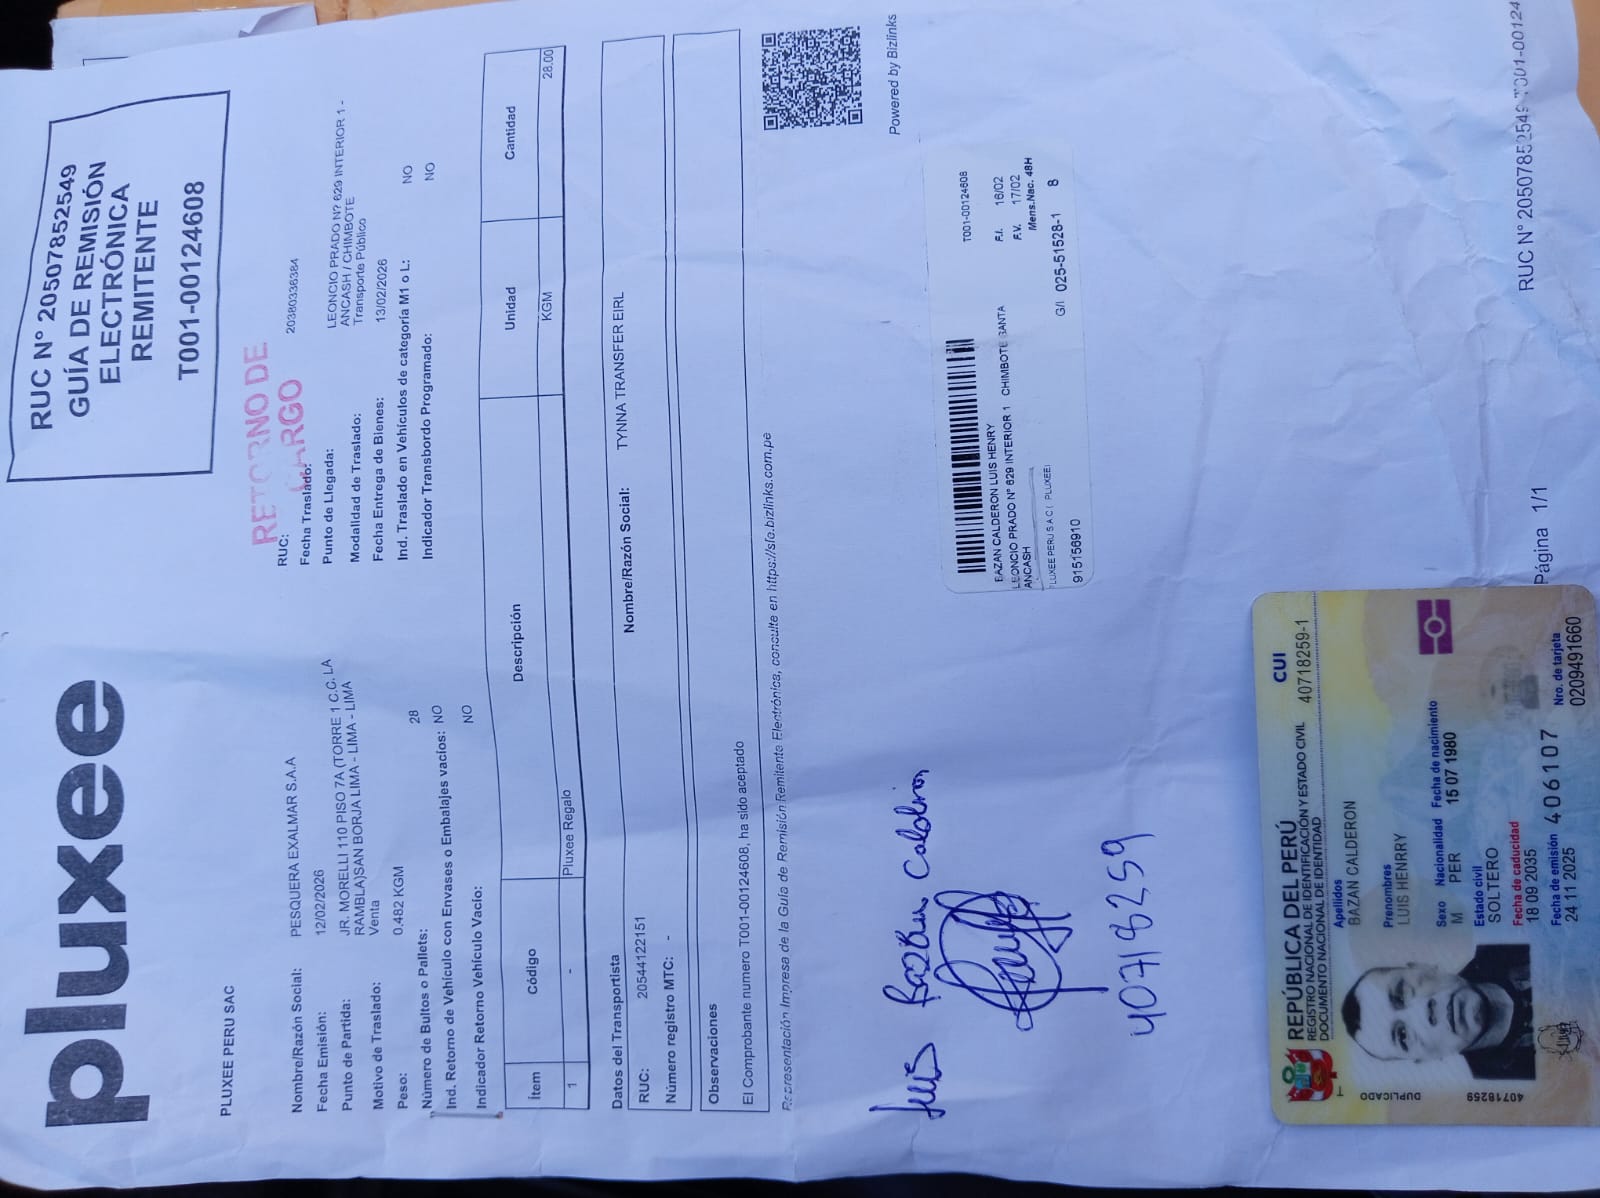 pluxee
RUC N° 20507852549
GUÍA DE REMISIÓN
ELECTRÓNICA
REMITENTE
T001-00124608
PLUXEE PERU SAC
RETORNO DE
CARGO
Nombre/Razón Social: PESQUERA EXALMAR S.A.A
RUC: 20380336384
Fecha Emisión: 12/02/2026
Fecha Traslado:
Punto de Partida: JR. MORELLI 110 PISO 7A (TORRE 1 C.C. LA
RAMBLA)SAN BORJA LIMA - LIMA - LIMA
Punto de Llegada: LEONCIO PRADO N? 629 INTERIOR 1 -
ANCASH / CHIMBOTE
Motivo de Traslado: Venta
Modalidad de Traslado: Transporte Público
Peso: 0.482 KGM
Fecha Entrega de Bienes: 13/02/2026
Número de Bultos o Pallets: 28
Ind. Traslado en Vehículos de categoría M1 o L: NO
Ind. Retorno de Vehículo con Envases o Embalajes vacíos: NO
Indicador Transbordo Programado: NO
Indicador Retorno Vehículo Vacío: NO
Ítem Código Descripción Unidad Cantidad
1 - Pluxee Regalo KGM 28.00
Datos del Transportista
RUC: 20544122151 Nombre/Razón Social: TYNNA TRANSFER EIRL
Número registro MTC: -
Observaciones
El Comprobante numero T001-00124608, ha sido aceptado
Representación Impresa de la Guía de Remisión Remitente Electrónica, consulte en https://sfe.bizlinks.com.pe
Powered by Bizlinks
T001-00124608
BAZAN CALDERON LUIS HENRY
LEONCIO PRADO N° 629 INTERIOR 1 CHIMBOTE SANTA
ANCASH
F.I. 16/02
F.V. 17/02
Mens.Nac. 48H
PLUXEE PERU S A C ( PLUXEE)
915156910
G/I 025-51528-1 8
Luis Bazan Calderon
40718259
REPÚBLICA DEL PERÚ
REGISTRO NACIONAL DE IDENTIFICACIÓN Y ESTADO CIVIL
DOCUMENTO NACIONAL DE IDENTIDAD
CUI
40718259-1
Apellidos
BAZAN CALDERON
Prenombres
LUIS HENRRY
Sexo Nacionalidad Fecha de nacimiento
M PER 15 07 1980
Estado civil
SOLTERO
Fecha de caducidad
18 09 2035
Fecha de emisión 406107
24 11 2025
Nro. de tarjeta
0209491660
DUPLICADO
40718259
Página 1/1
RUC N° 20507852549 T001-00124